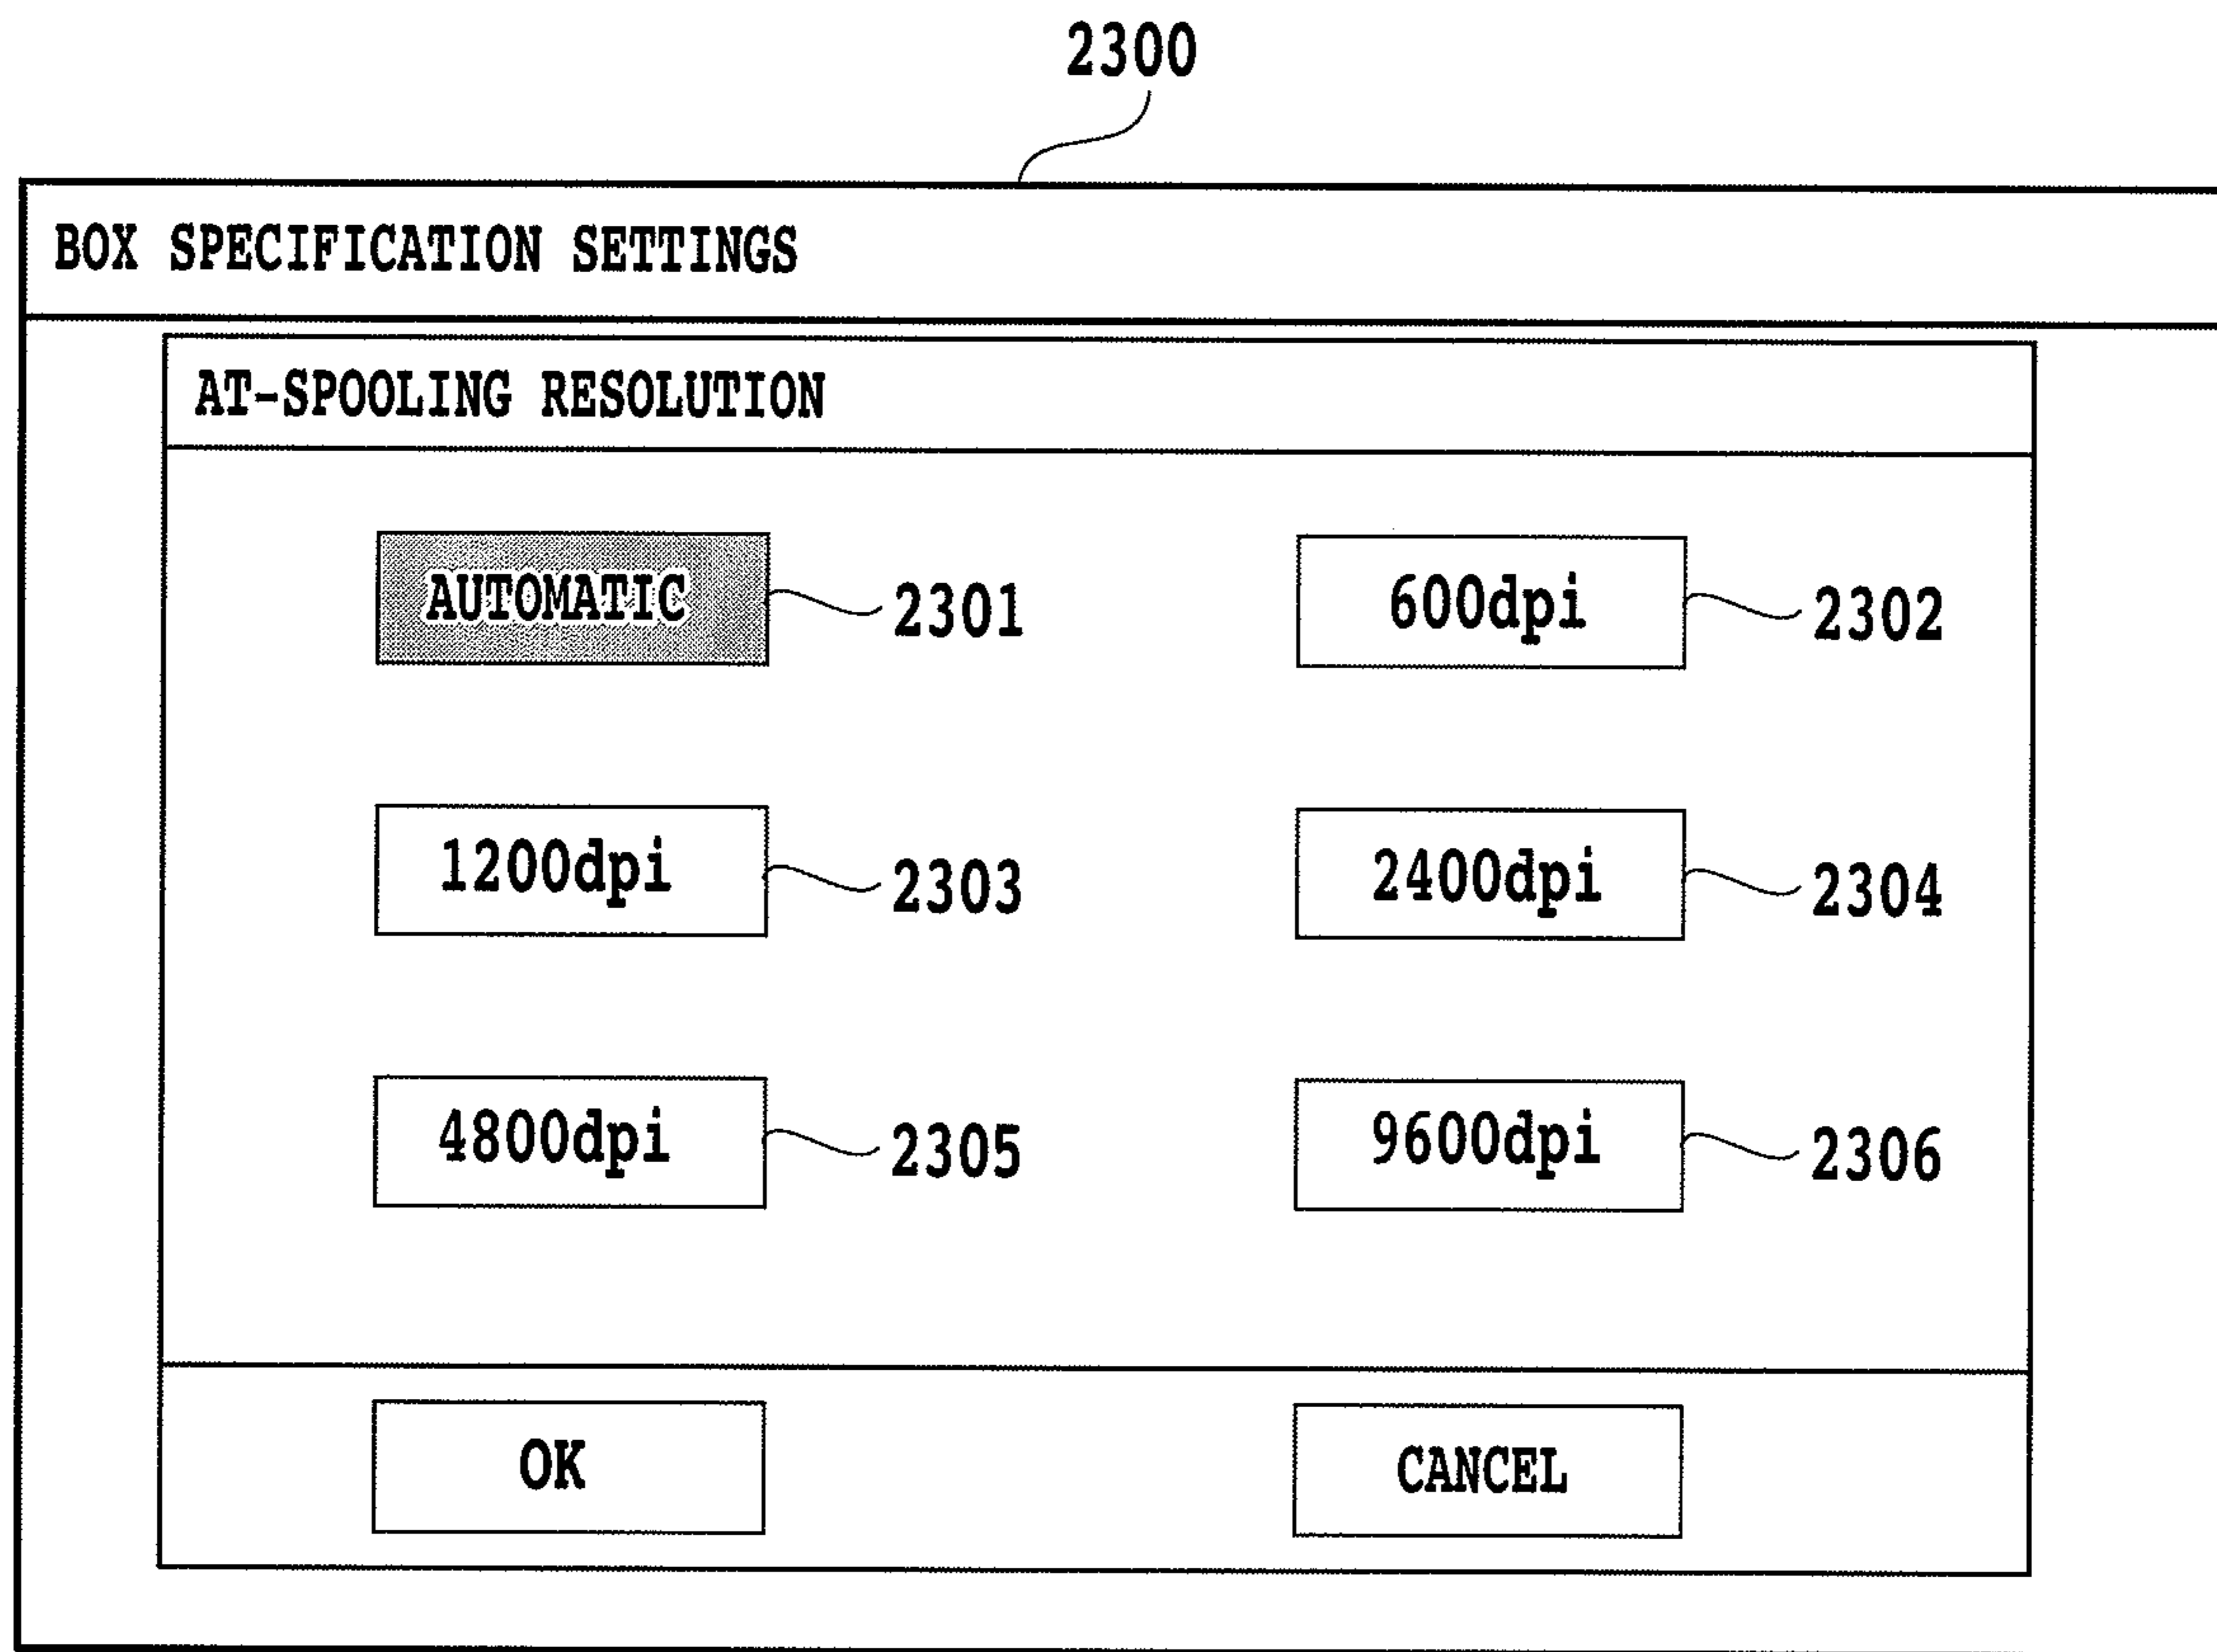 2300
BOX SPECIFICATION SETTINGS
AT-SPOOLING RESOLUTION
AUTOMATIC 2301 600dpi 2302
1200dpi 2303 2400dpi 2304
4800dpi 2305 9600dpi 2306
OK CANCEL